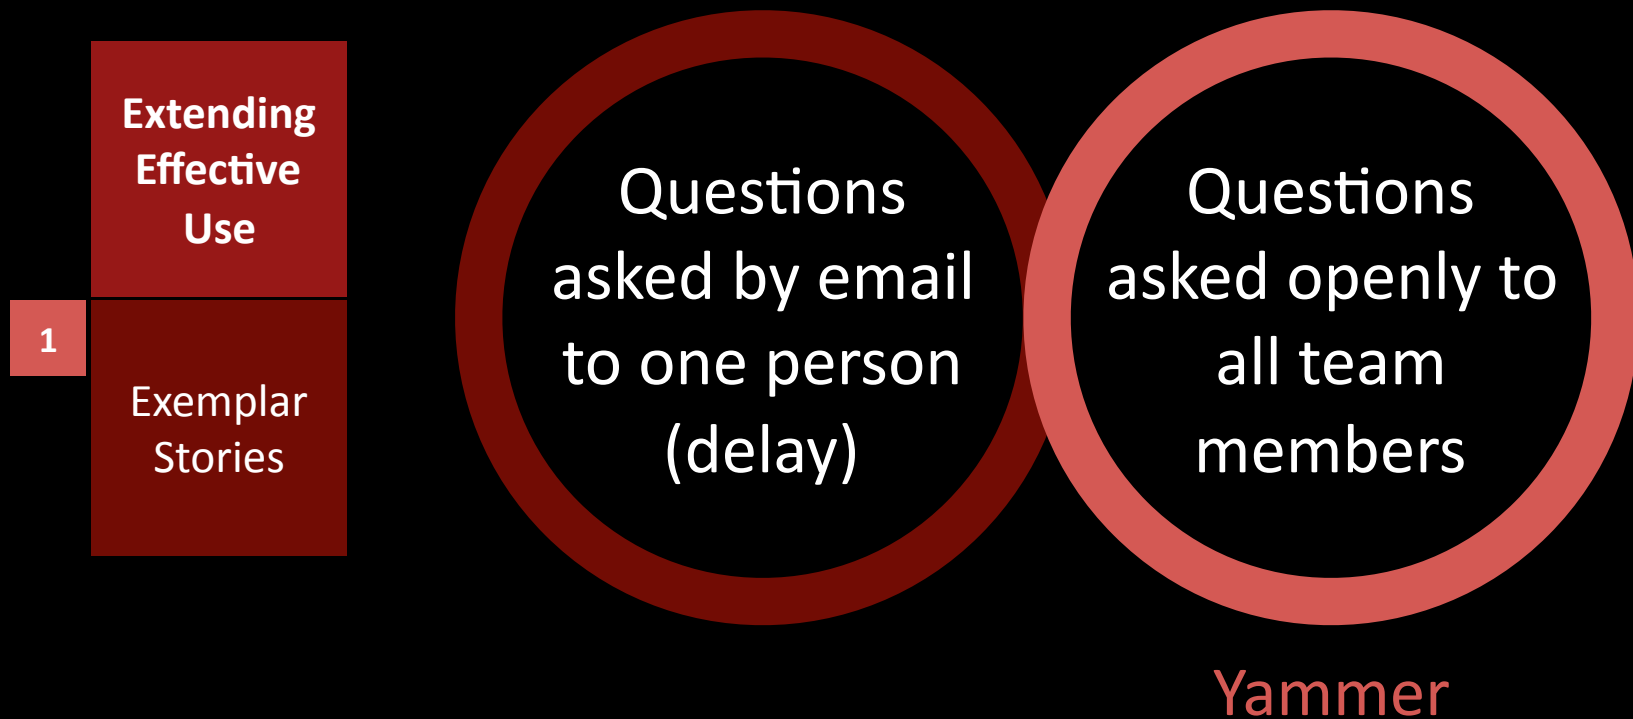 Extending
Effective
Use
1
Exemplar
Stories
Questions
asked by email
to one person
(delay)
Questions
asked openly to
all team
members
Yammer